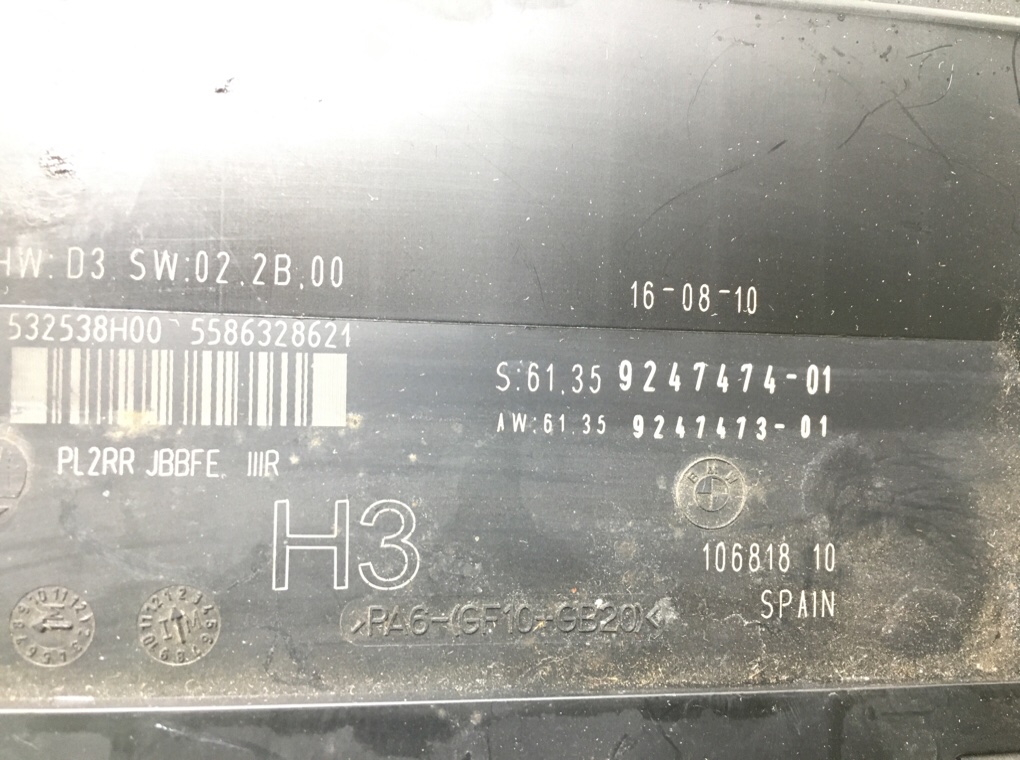 HW: D3 SW:02.2B.00
16-08-10
532538H00 5586328621
S:61.35 9247474-01
AW:61.35 9247473-01
PL2RR JBBFE IIIR
BMW
H3
106818 10
SPAIN
>PA6-(GF10+GB20)<